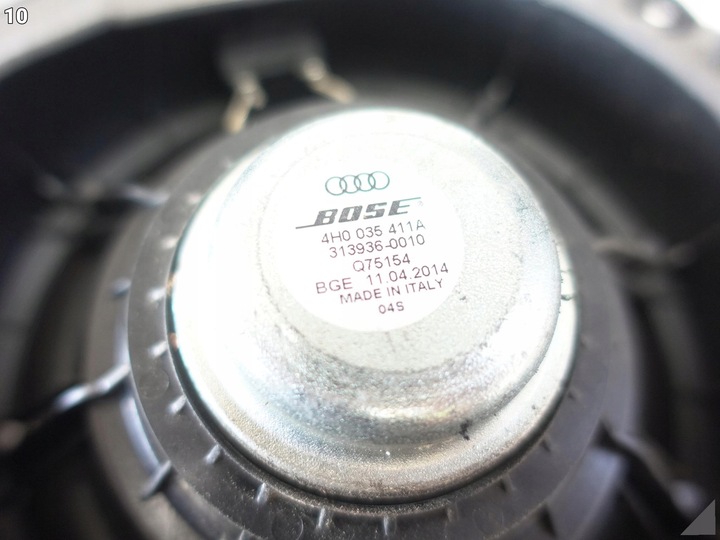 10
BOSE
4H0 035 411A
313936-0010
Q75154
BGE 11.04.2014
MADE IN ITALY
04S